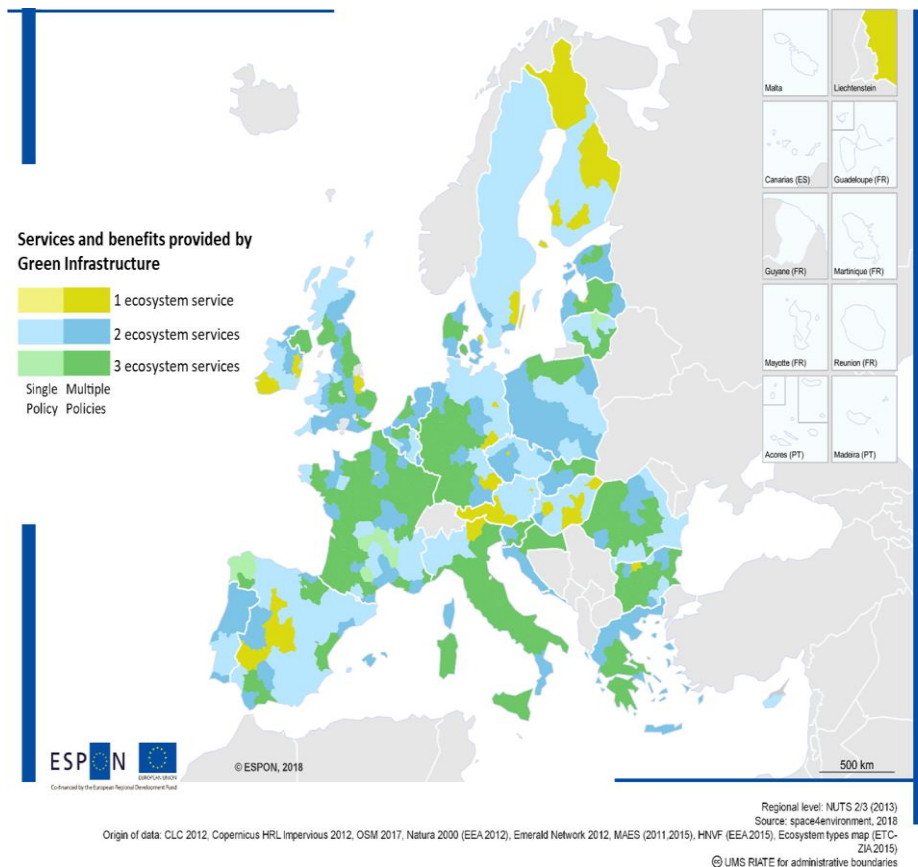 Malta
Liechtenstein
Canarias (ES)
Guadeloupe (FR)
Guyane (FR)
Martinique (FR)
Mayotte (FR)
Reunion (FR)
Acores (PT)
Madeira (PT)
Services and benefits provided by
Green Infrastructure
1 ecosystem service
2 ecosystem services
3 ecosystem services
Single Multiple
Policy Policies
ESPON
EUROPEAN UNION
Co-financed by the European Regional Development Fund
© ESPON, 2018
500 km
Regional level: NUTS 2/3 (2013)
Source: space4environment, 2018
Origin of data: CLC 2012, Copernicus HRL Impervious 2012, OSM 2017, Natura 2000 (EEA 2012), Emerald Network 2012, MAES (2011,2015), HNVF (EEA 2015), Ecosystem types map (ETC-
ZIA 2015)
UMS RIATE for administrative boundaries